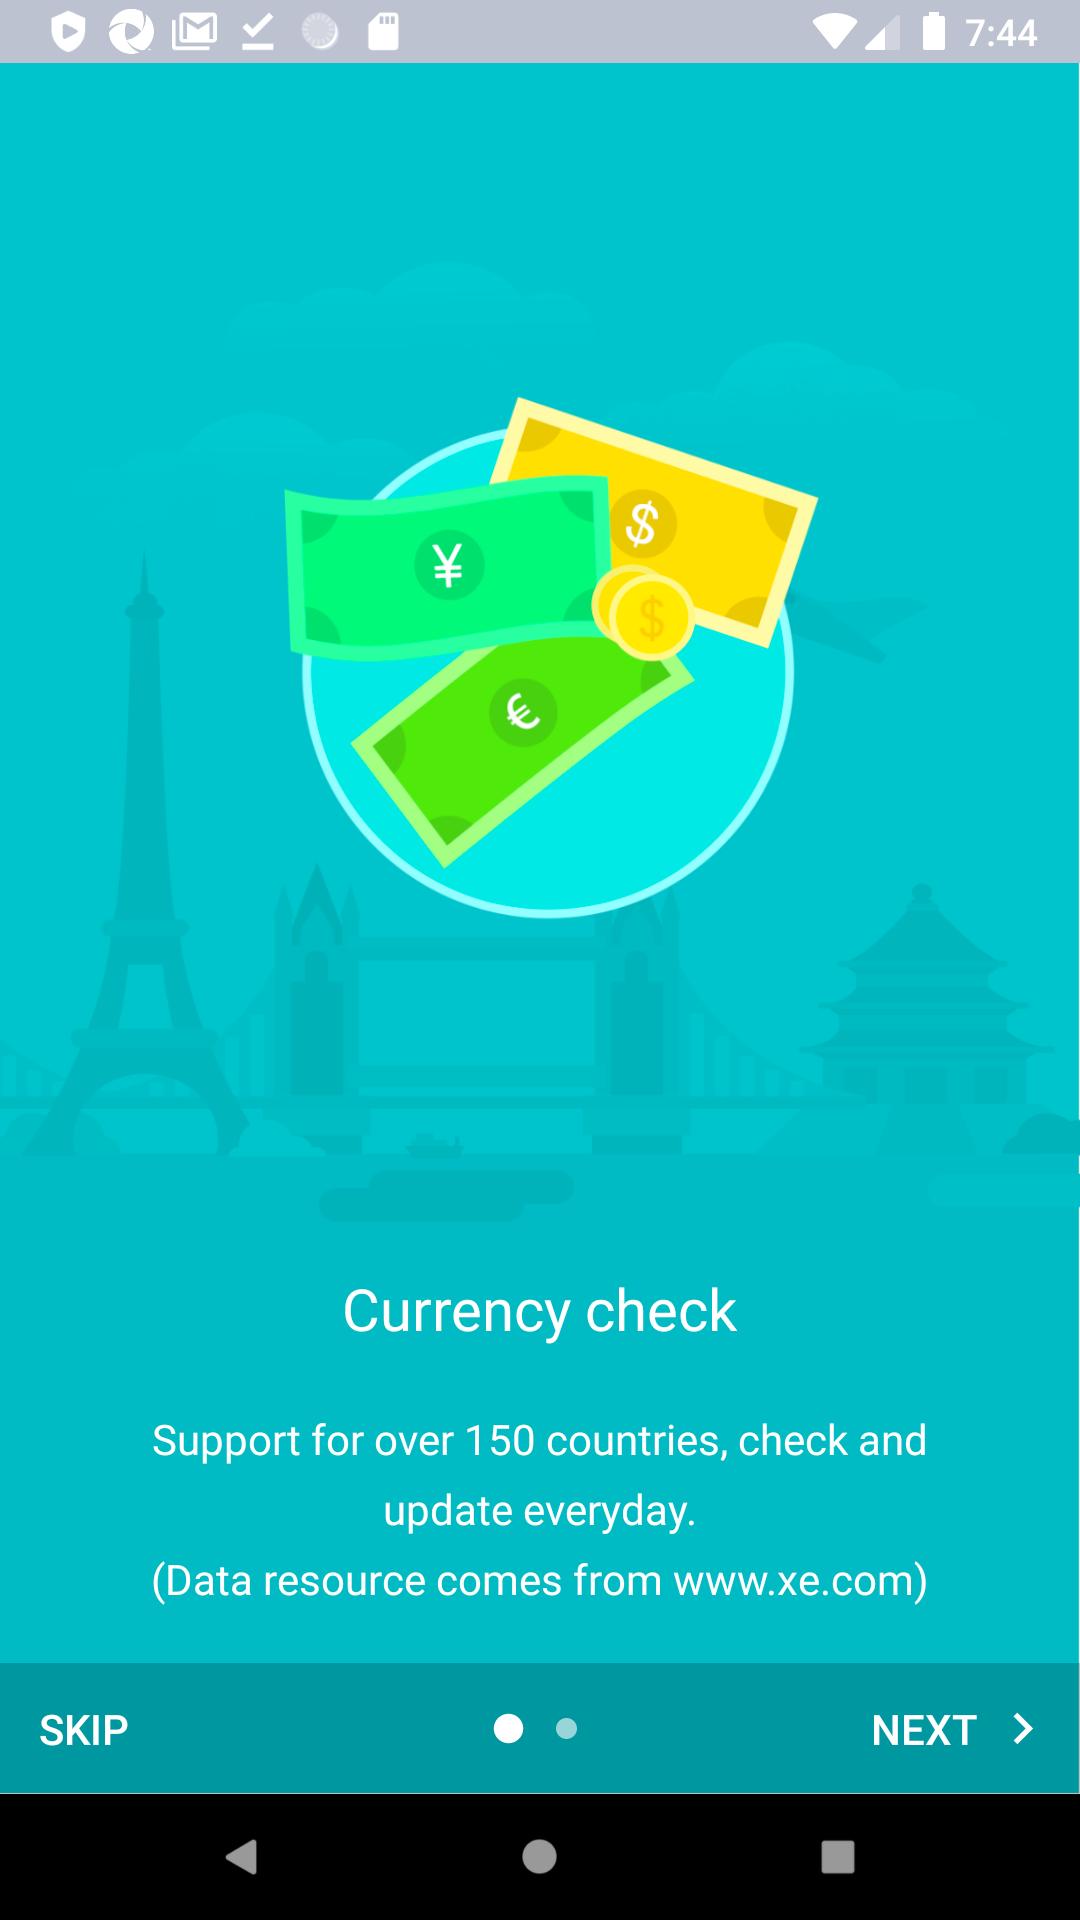 7:44
$
¥
$
€
Currency check
Support for over 150 countries, check and
update everyday.
(Data resource comes from www.xe.com)
SKIP
NEXT